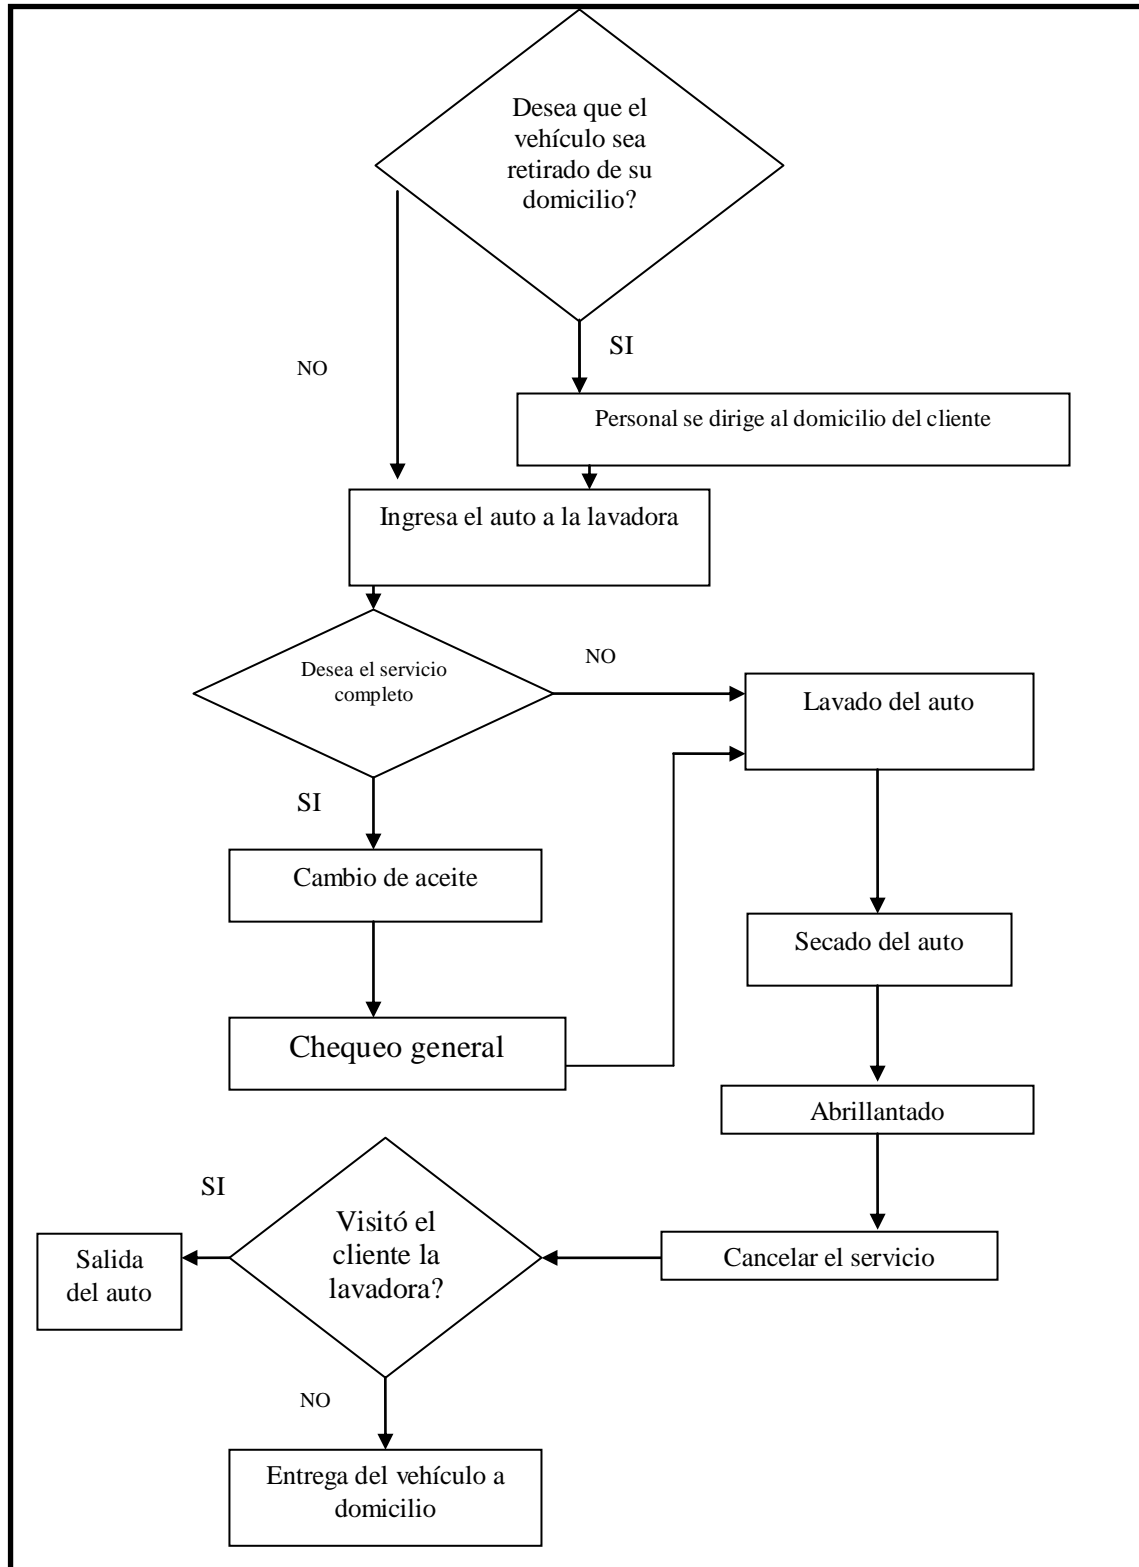 Desea que el
vehículo sea
retirado de su
domicilio?
SI
NO
Personal se dirige al domicilio del cliente
Ingresa el auto a la lavadora
Desea el servicio
completo
NO
Lavado del auto
SI
Cambio de aceite
Secado del auto
Chequeo general
Abrillantado
SI
Visitó el
cliente la
lavadora?
Cancelar el servicio
Salida
del auto
NO
Entrega del vehículo a
domicilio